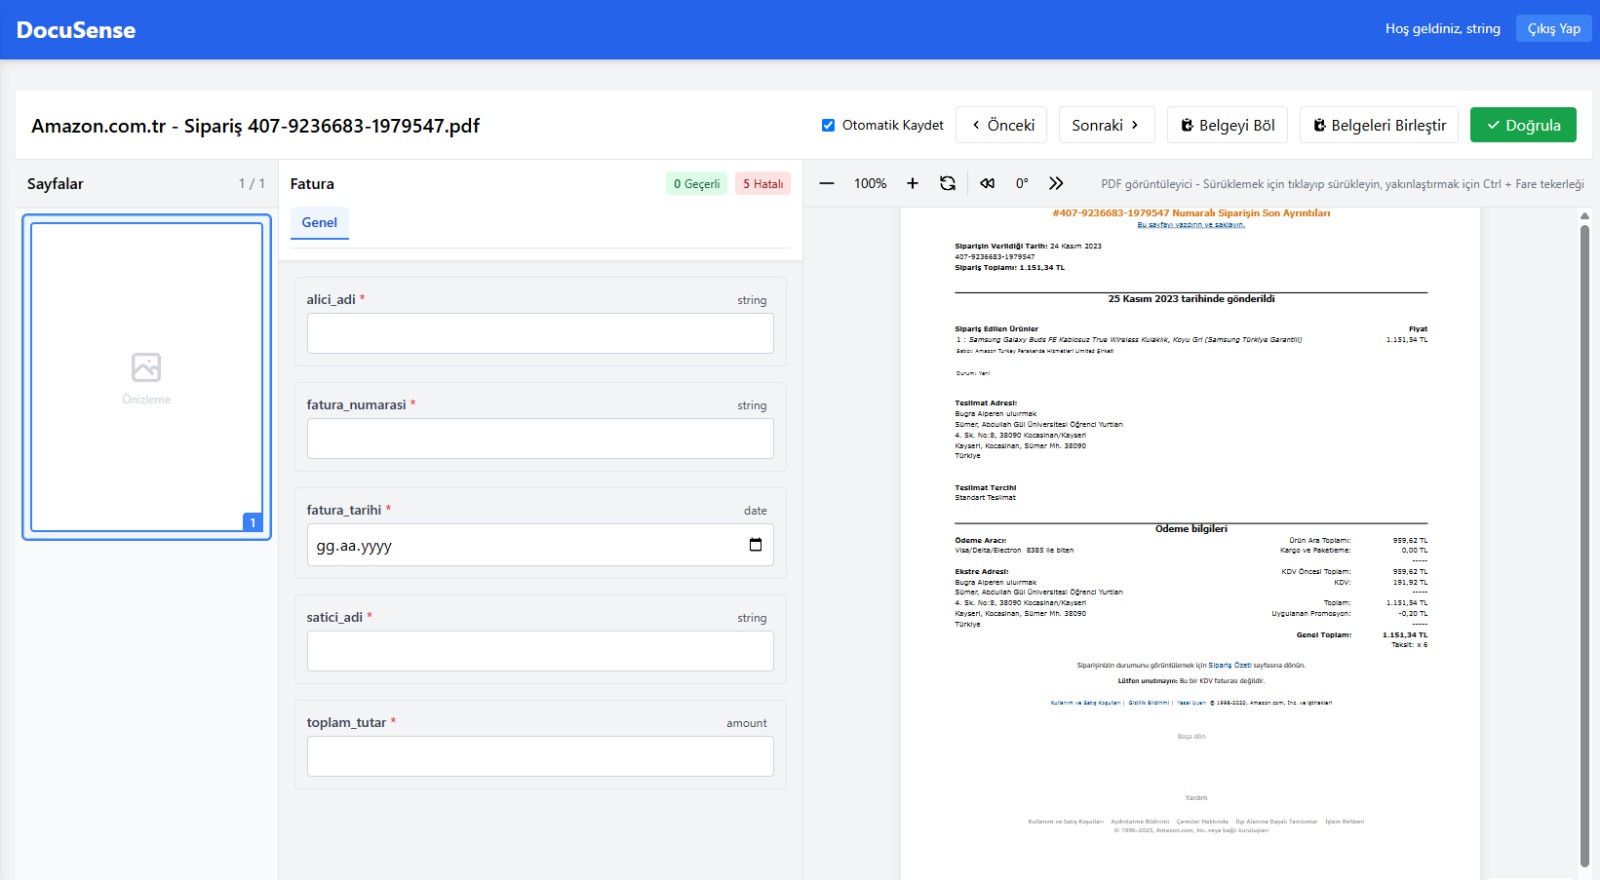 DocuSense
Hoş geldiniz, string
Çıkış Yap
Amazon.com.tr - Sipariş 407-9236683-1979547.pdf
Otomatik Kaydet
Önceki
Sonraki
Belgeyi Böl
Belgeleri Birleştir
Doğrula
Sayfalar
1 / 1
Önizleme
1
Fatura
0 Geçerli
5 Hatalı
Genel
alici_adi *
string
fatura_numarasi *
string
fatura_tarihi *
date
gg.aa.yyyy
satici_adi *
string
toplam_tutar *
amount
100%
0°
PDF görüntüleyici - Sürüklemek için tıklayıp sürükleyin, yakınlaştırmak için Ctrl + Fare tekerleği
#407-9236683-1979547 Numaralı Siparişin Son Ayrıntıları
Bu sayfayı yazdırın ve saklayın.
Siparişin Verildiği Tarih: 24 Kasım 2023
407-9236683-1979547
Sipariş Toplamı: 1.151,34 TL
25 Kasım 2023 tarihinde gönderildi
Sipariş Edilen Ürünler Fiyat
1 : Samsung Galaxy Buds FE Kablosuz True Wireless Kulaklık, Koyu Gri (Samsung Türkiye Garantili) 1.151,54 TL
Satıcı: Amazon Turkey Perakende Hizmetleri Limited Şirketi
Durum: Yeni
Teslimat Adresi:
Bugra Alperen uluırmak
Sümer, Abdullah Gül Üniversitesi Öğrenci Yurtları
4. Sk. No:8, 38090 Kocasinan/Kayseri
Kayseri, Kocasinan, Sümer Mh. 38090
Türkiye
Teslimat Tercihi
Standart Teslimat
Ödeme bilgileri
Ödeme Aracı:
Visa/Delta/Electron 8385 ile biten
Ekstre Adresi:
Bugra Alperen uluırmak
Sümer, Abdullah Gül Üniversitesi Öğrenci Yurtları
4. Sk. No:8, 38090 Kocasinan/Kayseri
Kayseri, Kocasinan, Sümer Mh. 38090
Türkiye
Ürün Ara Toplamı: 959,62 TL
Kargo ve Paketleme: 0,00 TL
-----
KDV Öncesi Toplam: 959,62 TL
KDV: 191,92 TL
-----
Toplam: 1.151,54 TL
Uygulanan Promosyon: -0,20 TL
-----
Genel Toplam: 1.151,34 TL
Taksit: x 6
Siparişinizin durumunu görüntülemek için Sipariş Özeti sayfasına dönün.
Lütfen unutmayın: Bu bir KDV faturası değildir.
Kullanım ve Satış Koşulları | Gizlilik Bildirimi | Yasal Uyarı © 1996-2020, Amazon.com, Inc. ve iştirakleri
Başa dön
Yardım
Kullanım ve Satış Koşulları Aydınlatma Bildirimi Çerezler Hakkında İlgi Alanına Dayalı Tanıtımlar İşlem Rehberi
© 1996-2025, Amazon.com, Inc. veya bağlı kuruluşları